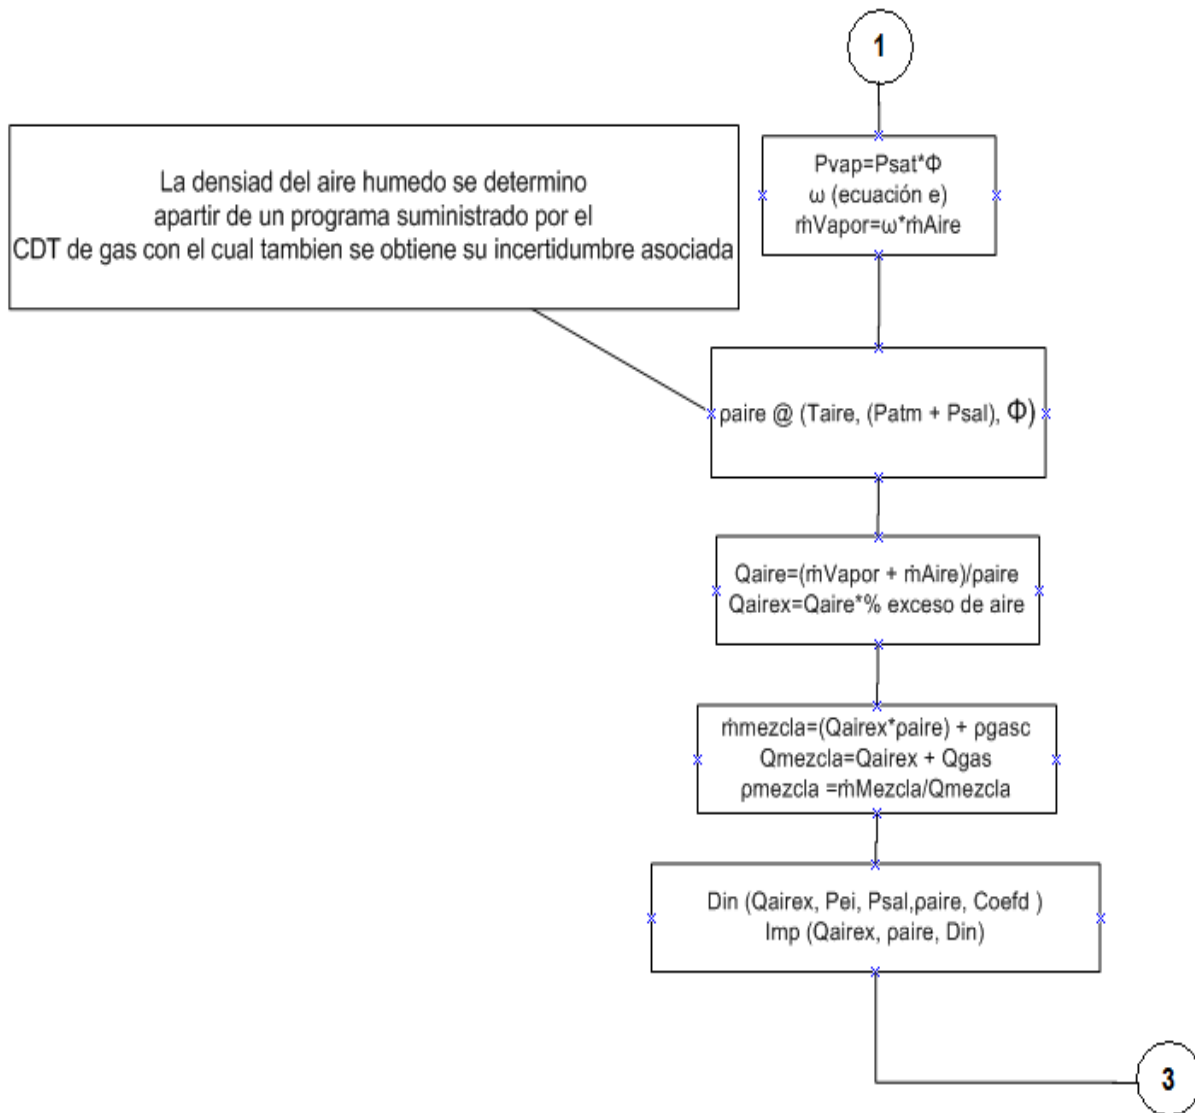 1
Pvap=Psat*Φ
ω (ecuación e)
ṁVapor=ω*ṁAire
La densiad del aire humedo se determino
apartir de un programa suministrado por el
CDT de gas con el cual tambien se obtiene su incertidumbre asociada
ρaire @ (Taire, (Patm + Psal), Φ)
Qaire=(ṁVapor + ṁAire)/ρaire
Qairex=Qaire*% exceso de aire
ṁmezcla=(Qairex*ρaire) + ρgasc
Qmezcla=Qairex + Qgas
ρmezcla =ṁMezcla/Qmezcla
Din (Qairex, Pei, Psal,ρaire, Coefd )
Imp (Qairex, ρaire, Din)
3